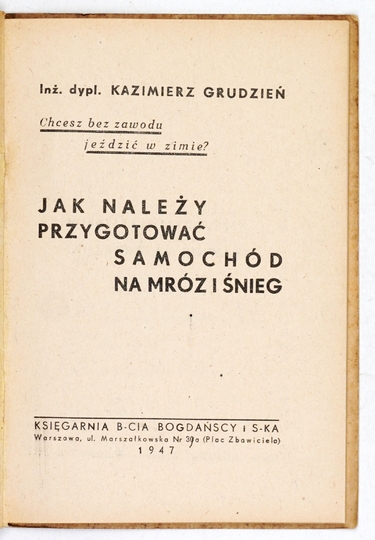 Inż. dypl. KAZIMIERZ GRUDZIEŃ
Chcesz bez zawodu
jeździć w zimie?
JAK NALEŻY
PRZYGOTOWAĆ
SAMOCHÓD
NA MRÓZ I ŚNIEG
KSIĘGARNIA B-CIA BOGDAŃSCY i S-KA
Warszawa, ul. Marszałkowska Nr (Plac Zbawiciela)
1947